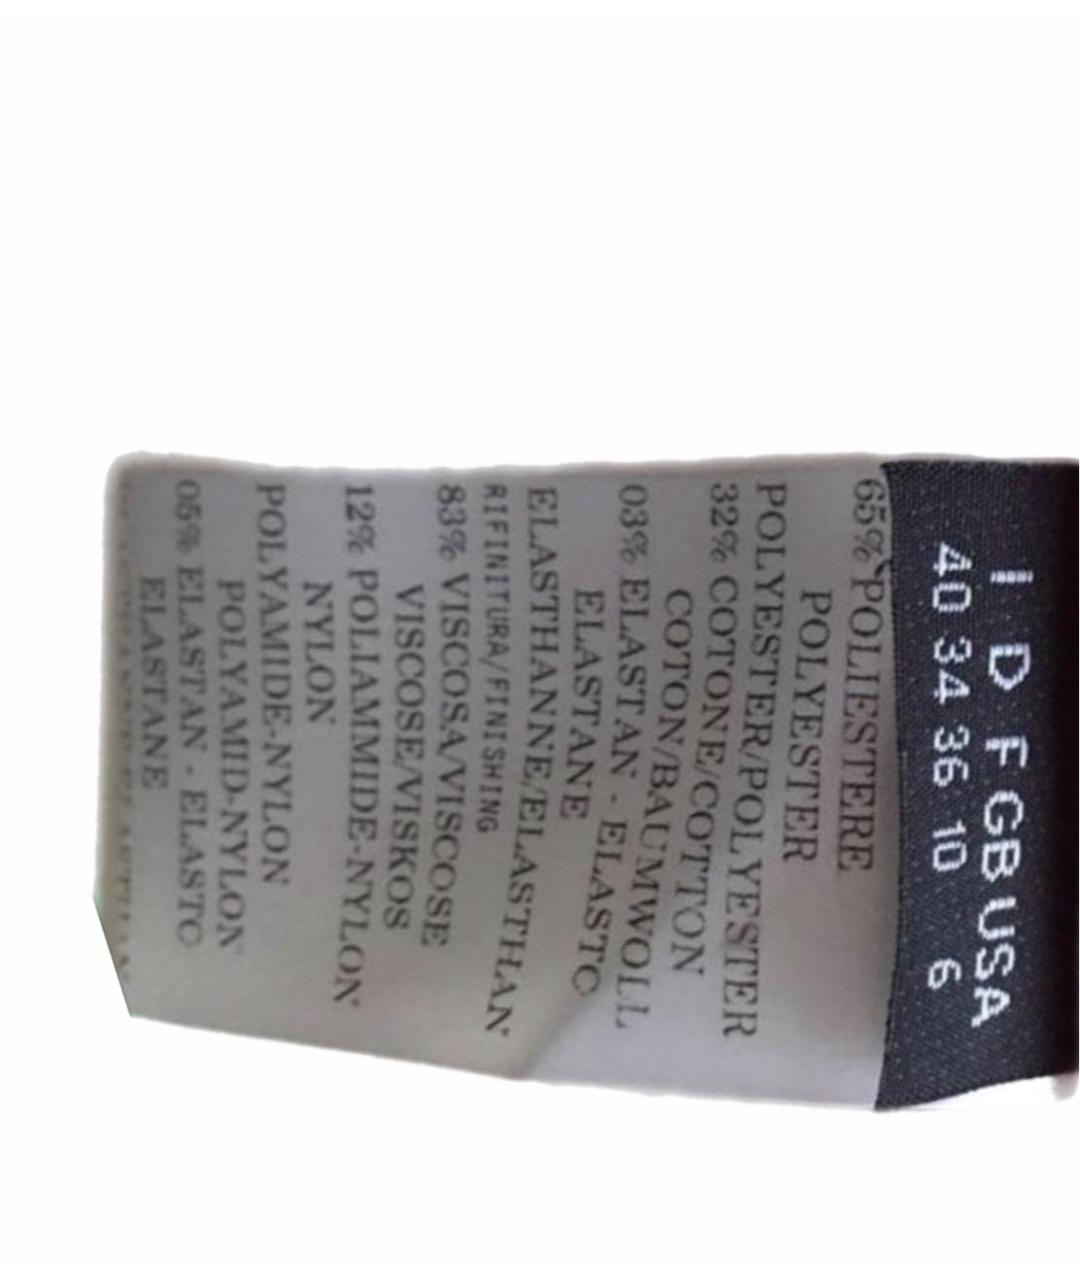 I D F GB USA
40 34 36 10 6
65% POLIESTERE
POLYESTER
POLYESTER/POLYESTER
32% COTONE/COTTON
COTON/BAUMWOLL
03% ELASTAN - ELASTO
ELASTANE
ELASTHANNE/ELASTHAN
RIFINITURA/FINISHING
83% VISCOSA/VISCOSE
VISCOSE/VISKOS
12% POLIAMMIDE-NYLON
NYLON
POLYAMIDE-NYLON
POLYAMID-NYLON
05% ELASTAN - ELASTO
ELASTANE